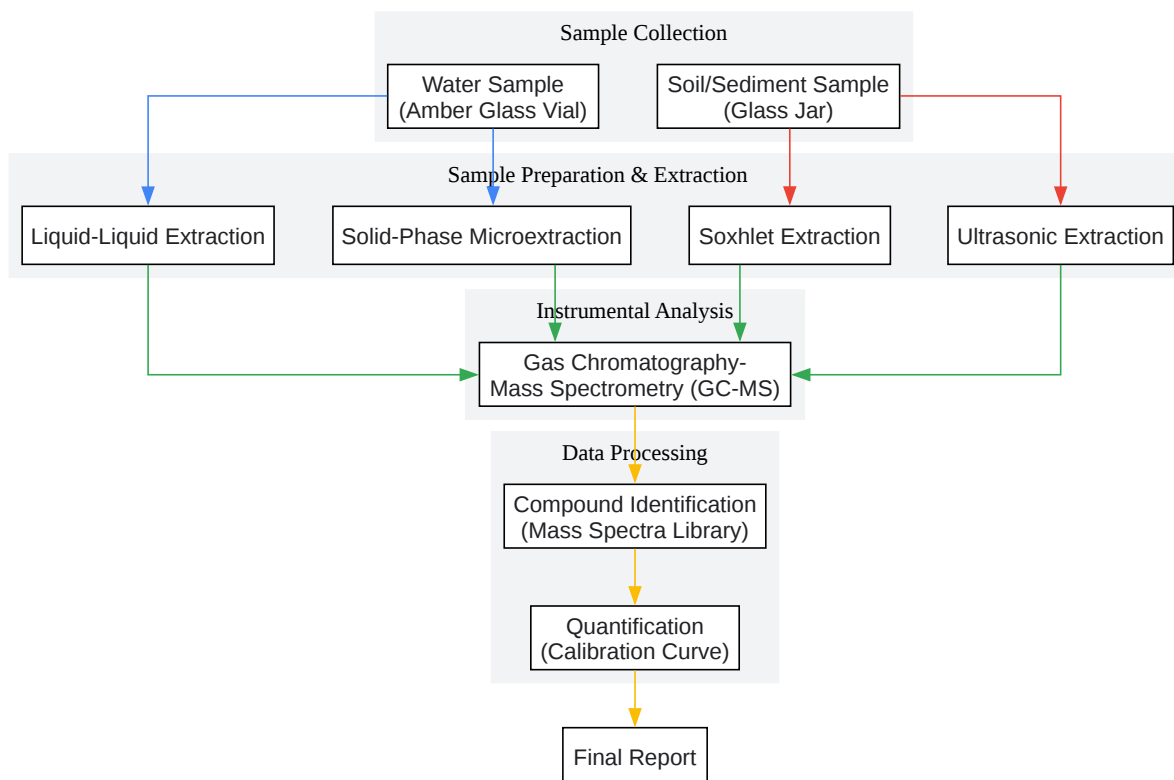 Sample Collection
Water Sample
(Amber Glass Vial)
Soil/Sediment Sample
(Glass Jar)
Sample Preparation & Extraction
Liquid-Liquid Extraction
Solid-Phase Microextraction
Soxhlet Extraction
Ultrasonic Extraction
Instrumental Analysis
Gas Chromatography-
Mass Spectrometry (GC-MS)
Data Processing
Compound Identification
(Mass Spectra Library)
Quantification
(Calibration Curve)
Final Report